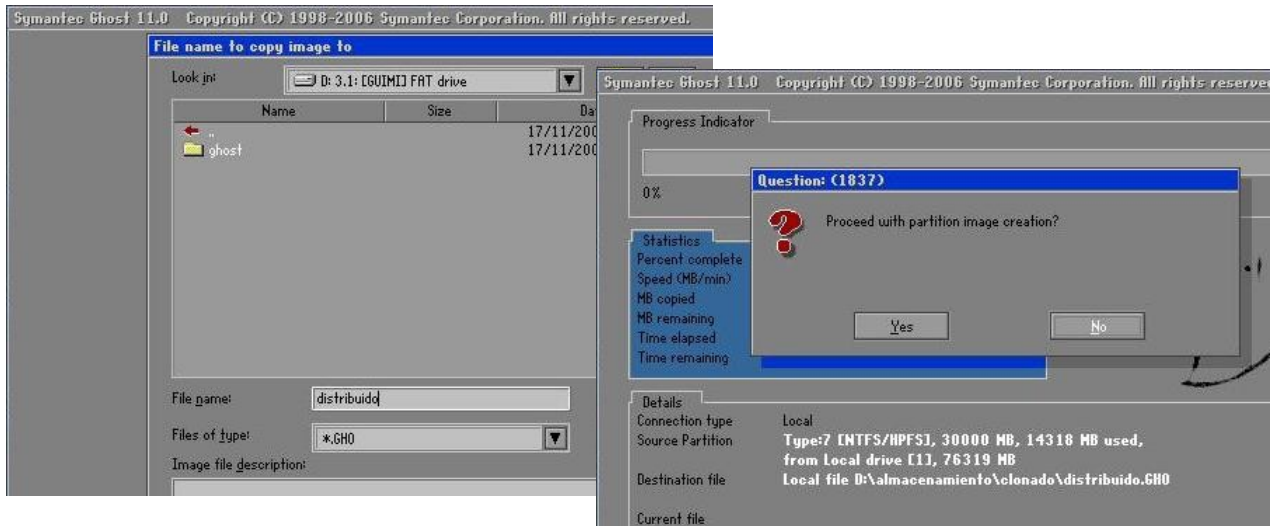 Symantec Ghost 11.0 Copyright (C) 1998-2006 Symantec Corporation. All rights reserved.
File name to copy image to
Look in:
D: 3.1: [GUIMI] FAT drive
Name Size Da
.. 17/11/200
ghost 17/11/200
File name:
distribuido
Files of type:
*.GHO
Image file description:
Symantec Ghost 11.0 Copyright (C) 1998-2006 Symantec Corporation. All rights reserve
Progress Indicator
0%
Question: (1837)
Proceed with partition image creation?
Yes No
Statistics
Percent complete
Speed (MB/min)
MB copied
MB remaining
Time elapsed
Time remaining
Details
Connection type Local
Source Partition Type:7 [NTFS/HPFS], 30000 MB, 14318 MB used,
from Local drive [1], 76319 MB
Destination file Local file D:\almacenamiento\clonado\distribuido.GHO
Current file